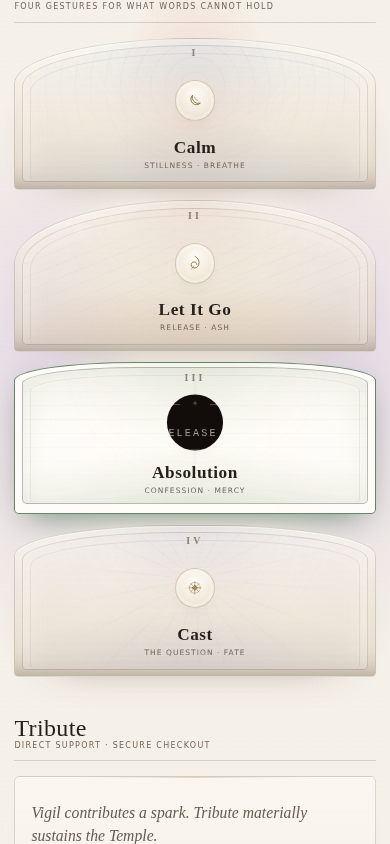 FOUR GESTURES FOR WHAT WORDS CANNOT HOLD
I
Calm
STILLNESS · BREATHE
II
Let It Go
RELEASE · ASH
III
ELEASE
Absolution
CONFESSION · MERCY
IV
Cast
THE QUESTION · FATE
Tribute
DIRECT SUPPORT · SECURE CHECKOUT
Vigil contributes a spark. Tribute materially
sustains the Temple.